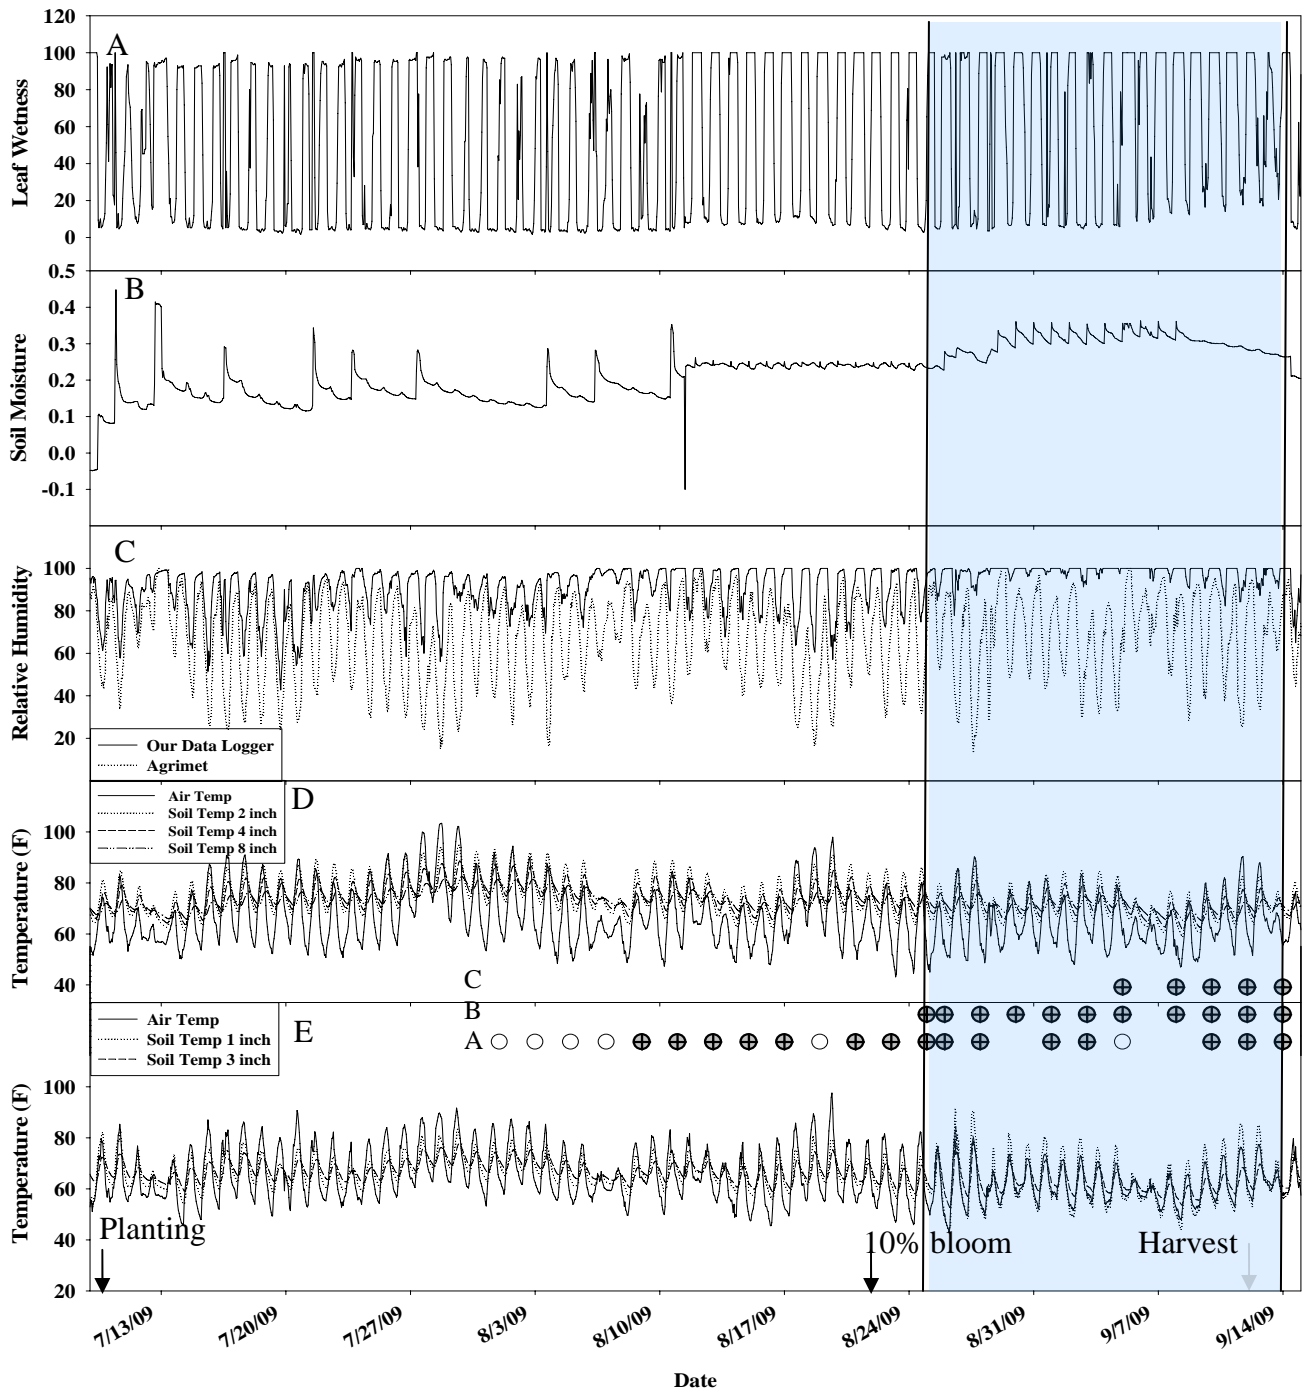 120
A
100
80
60
40
20
0
Leaf Wetness
0.5
B
0.4
0.3
0.2
0.1
0.0
-0.1
Soil Moisture
C
100
80
60
40
20
Relative Humidity
Our Data Logger
Agrimet
Air Temp
Soil Temp 2 inch
Soil Temp 4 inch
Soil Temp 8 inch
D
100
80
60
40
Temperature (F)
C
B
A
Air Temp
Soil Temp 1 inch
Soil Temp 3 inch
E
100
80
60
40
20
Temperature (F)
Planting
10% bloom
Harvest
7/13/09
7/20/09
7/27/09
8/3/09
8/10/09
8/17/09
8/24/09
8/31/09
9/7/09
9/14/09
Date